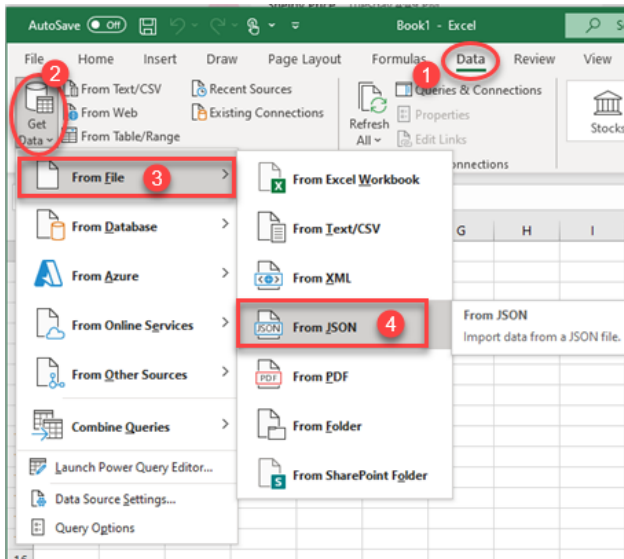 AutoSave Off Book1 - Excel
File Home Insert Draw Page Layout Formulas Data Review View
2 1
Get Data
From Text/CSV
From Web
From Table/Range
Recent Sources
Existing Connections
Refresh All
Queries & Connections
Properties
Edit Links
Stocks
From File 3
From Database
From Azure
From Online Services
From Other Sources
Combine Queries
Launch Power Query Editor...
Data Source Settings...
Query Options
From Excel Workbook
From Text/CSV
From XML
JSON From JSON 4
PDF From PDF
From Folder
From SharePoint Folder
G H I
From JSON
Import data from a JSON file.